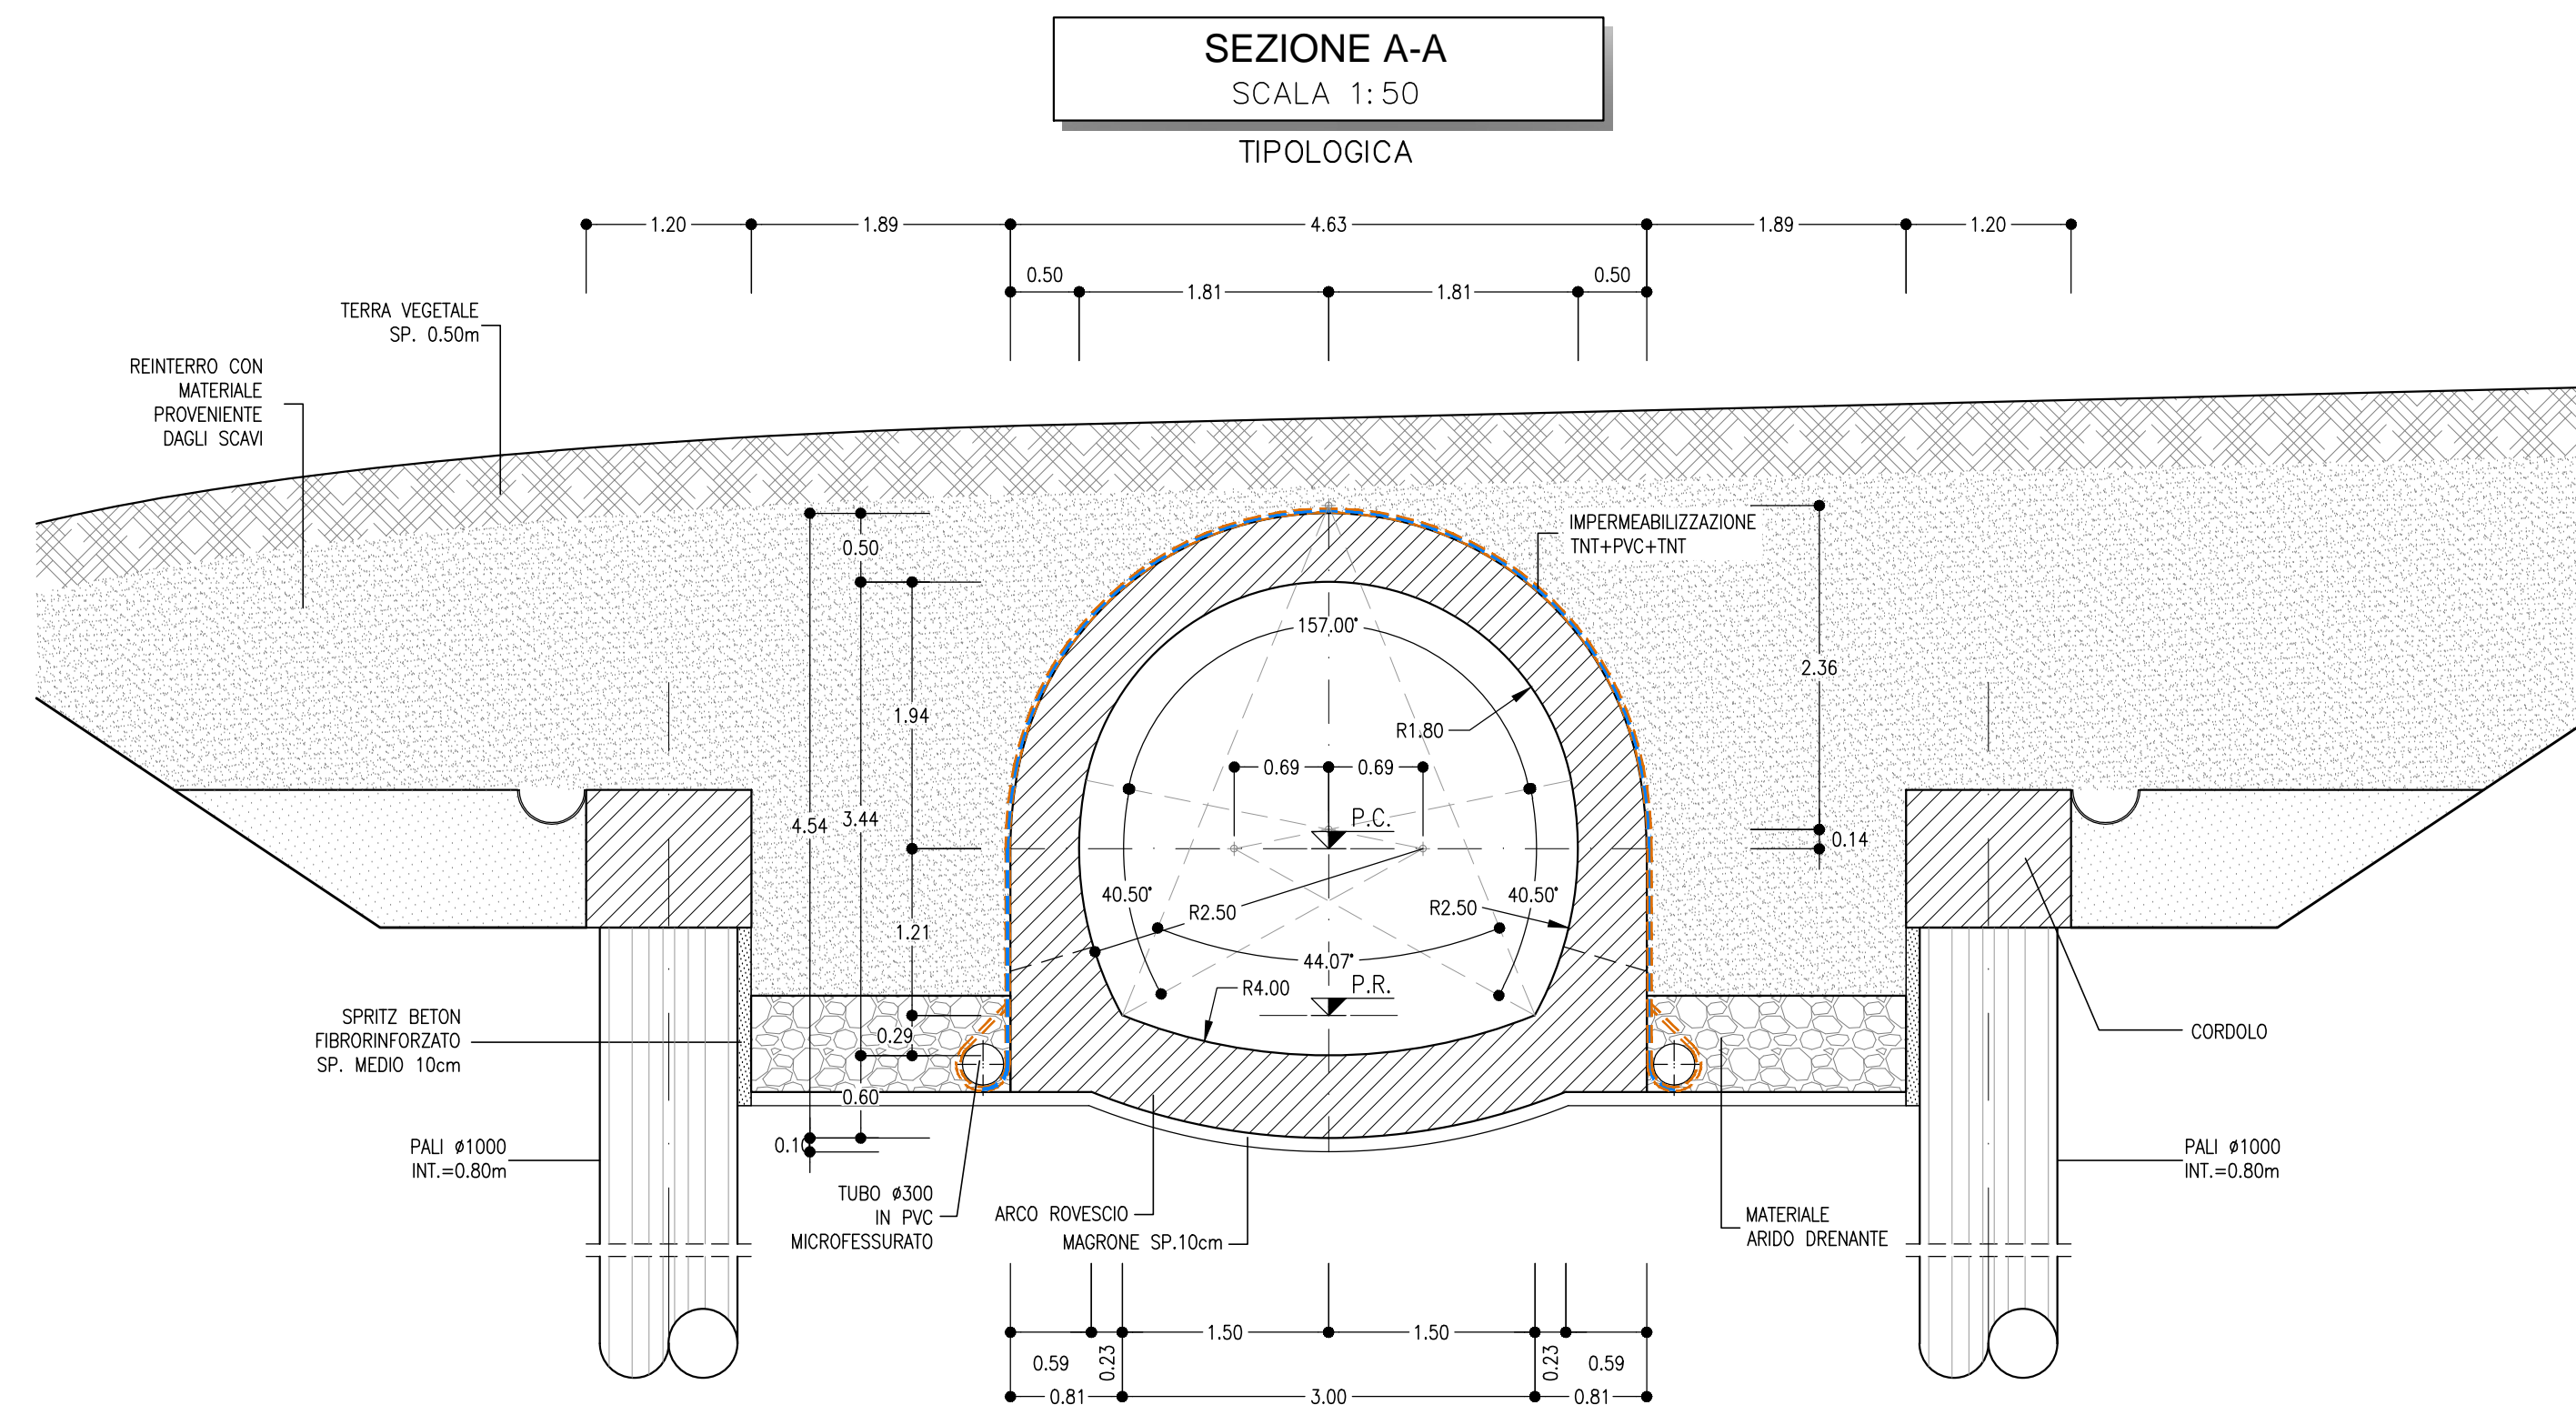 SEZIONE A-A
SCALA 1:50
TIPOLOGICA
1.20
1.89
4.63
1.89
1.20
0.50
0.50
1.81
1.81
TERRA VEGETALE
SP. 0.50m
REINTERRO CON
MATERIALE
PROVENIENTE
DAGLI SCAVI
IMPERMEABILIZZAZIONE
TNT+PVC+TNT
0.50
157.00°
2.36
1.94
R1.80
0.69
0.69
4.54
3.44
P.C.
0.14
40.50°
40.50°
R2.50
R2.50
1.21
44.07°
R4.00
P.R.
SPRITZ BETON
FIBRORINFORZATO
SP. MEDIO 10cm
0.29
CORDOLO
0.60
0.10
PALI ø1000
INT.=0.80m
PALI ø1000
INT.=0.80m
TUBO ø300
IN PVC
MICROFESSURATO
ARCO ROVESCIO
MAGRONE SP.10cm
MATERIALE
ARIDO DRENANTE
1.50
1.50
0.59
0.23
0.23
0.59
0.81
3.00
0.81